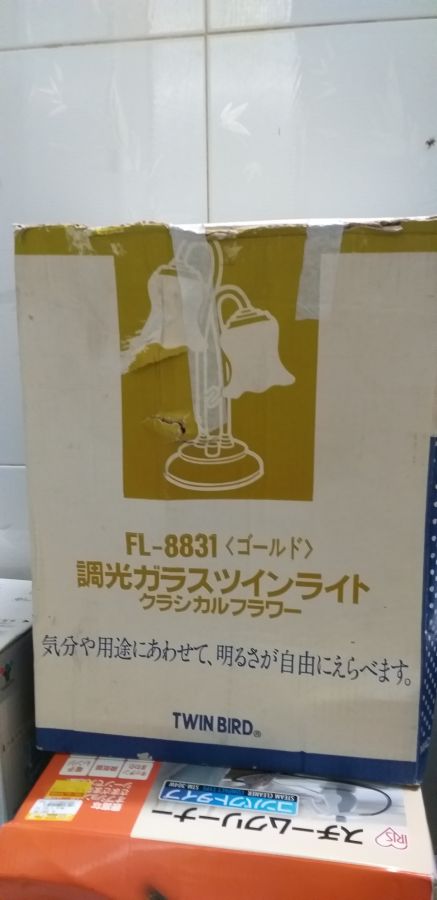 FL-8831〈ゴールド〉
調光ガラスツインライト
クラシカルフラワー
気分や用途にあわせて、明るさが自由にえらべます。
TWIN BIRD®
スチームクリーナー
コンパクトタイプ
STEAM CLEANER
STM-304W
IRIS